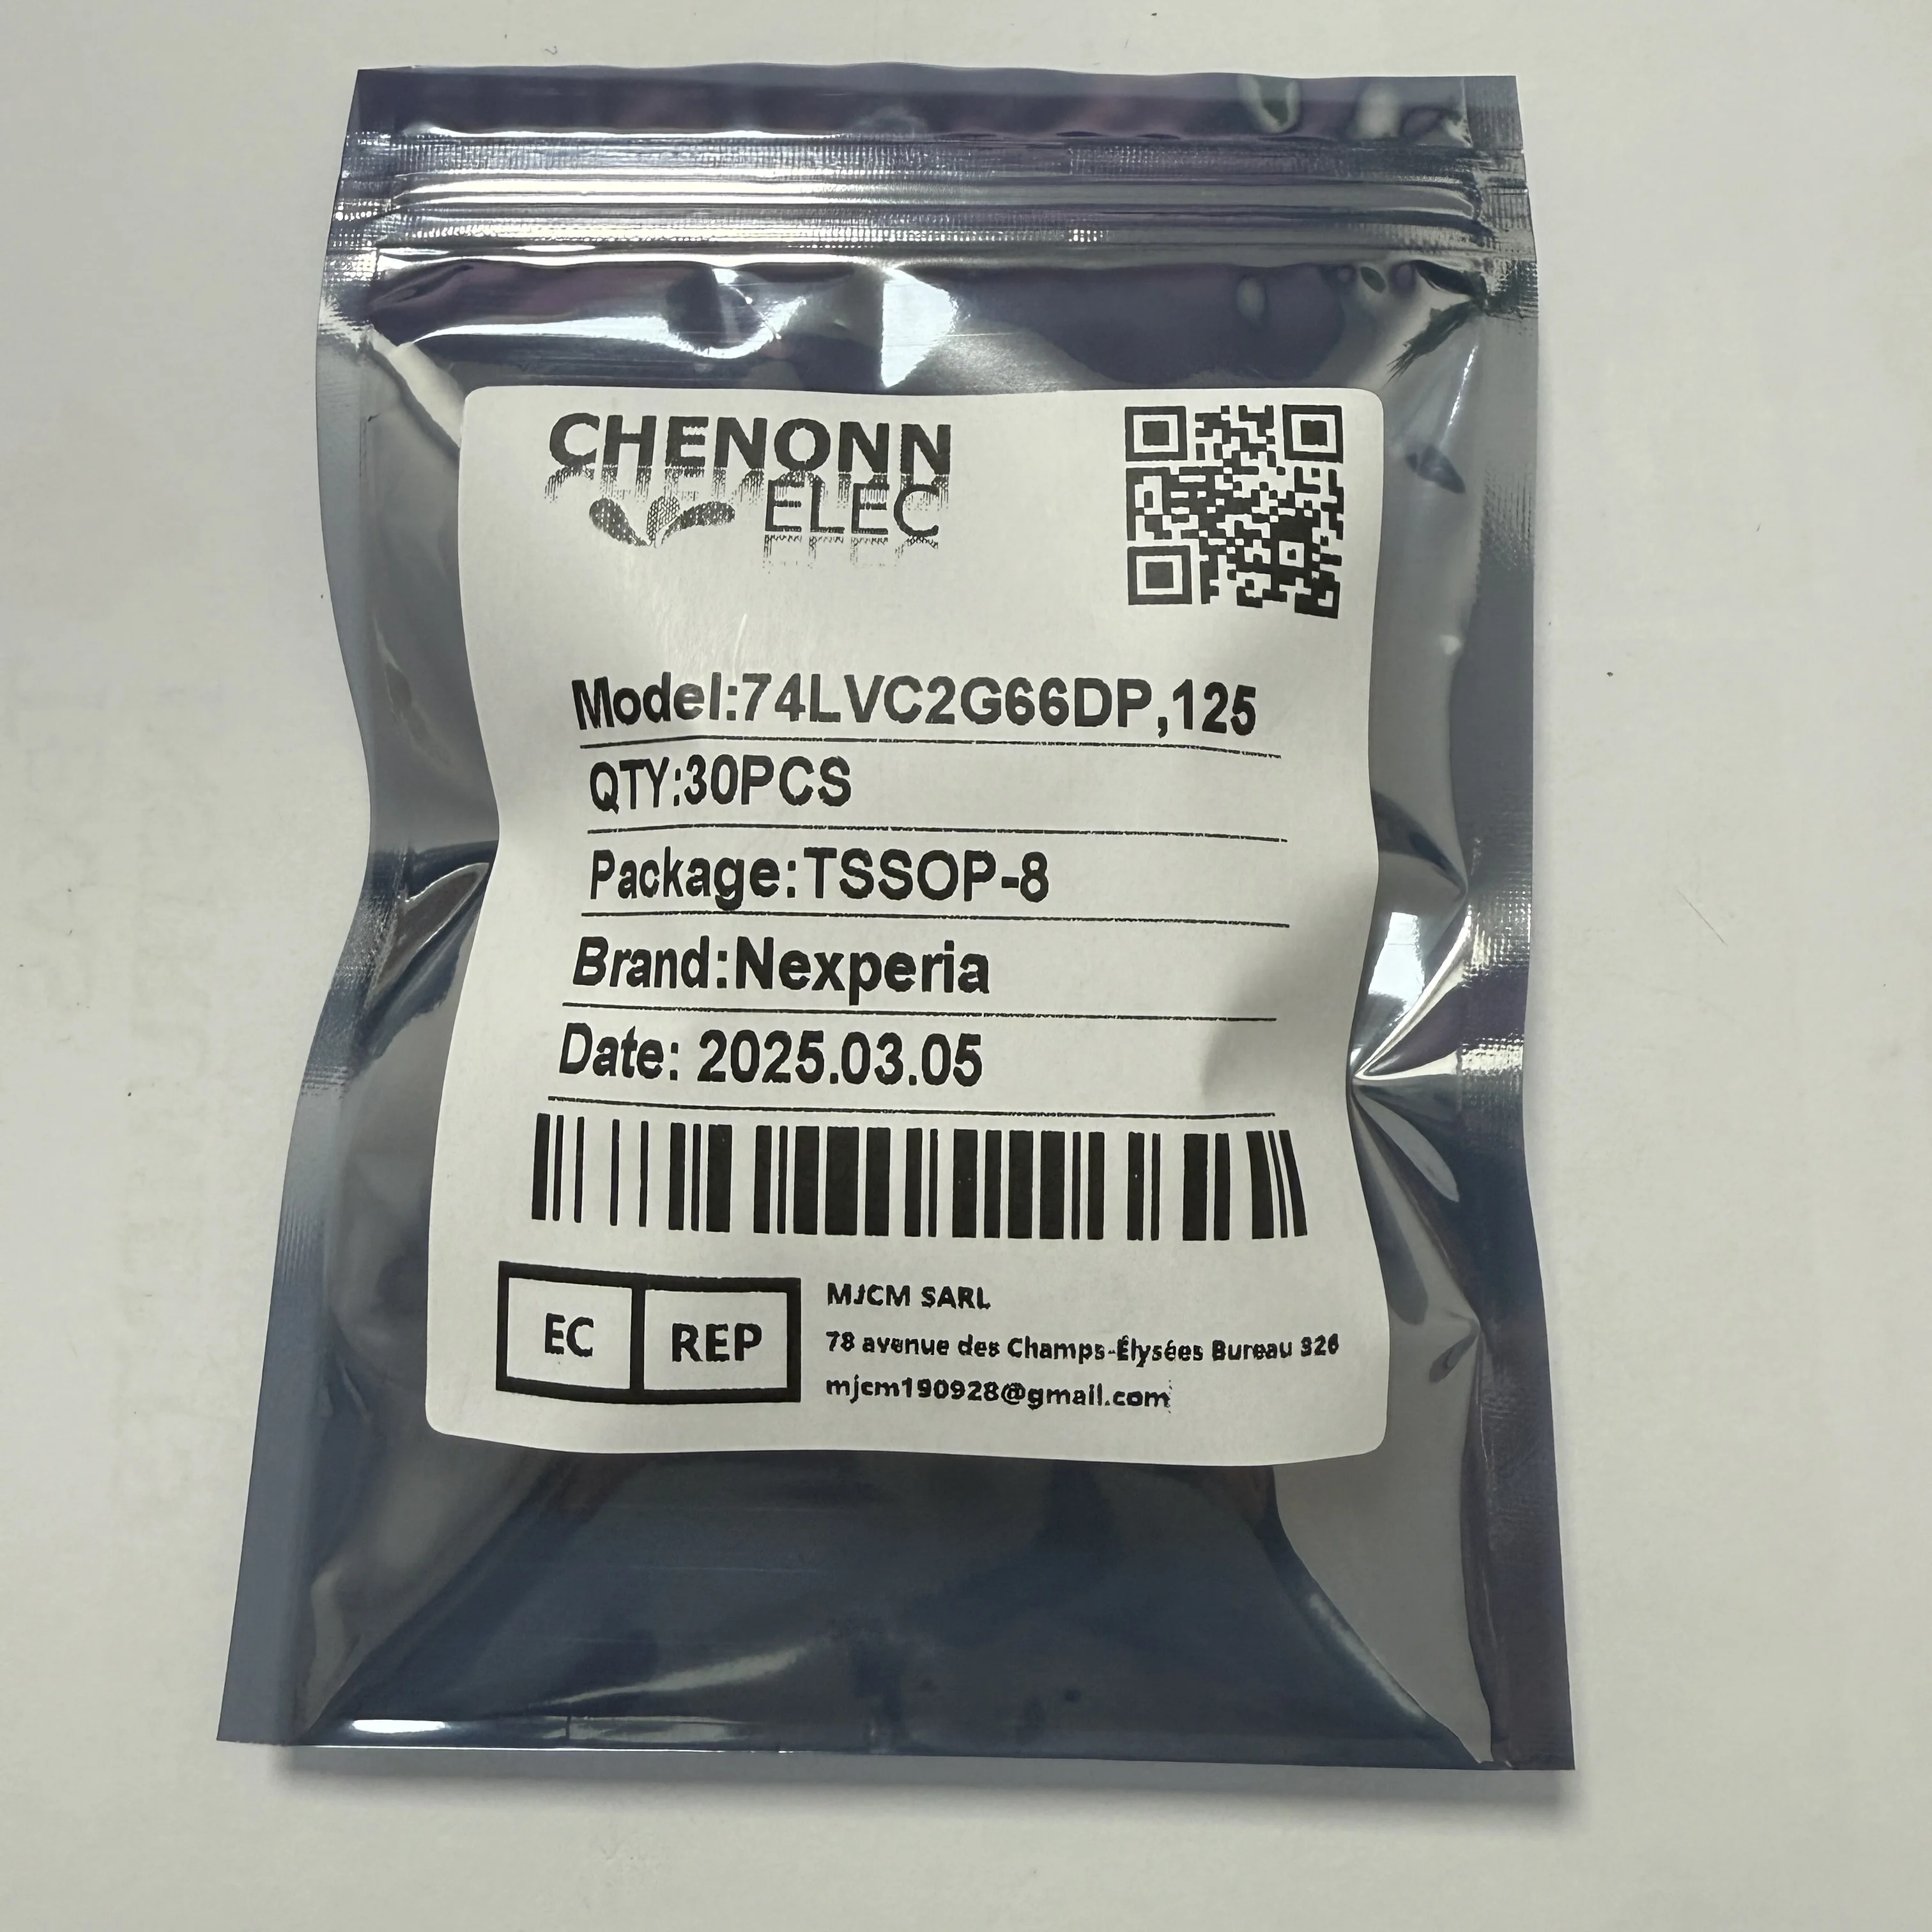 CHENONN
ELEC
Model:74LVC2G66DP,125
QTY:30PCS
Package:TSSOP-8
Brand:Nexperia
Date: 2025.03.05
EC REP
MJCM SARL
78 avenue des Champs-Élysées Bureau 326
mjcm190928@gmail.com